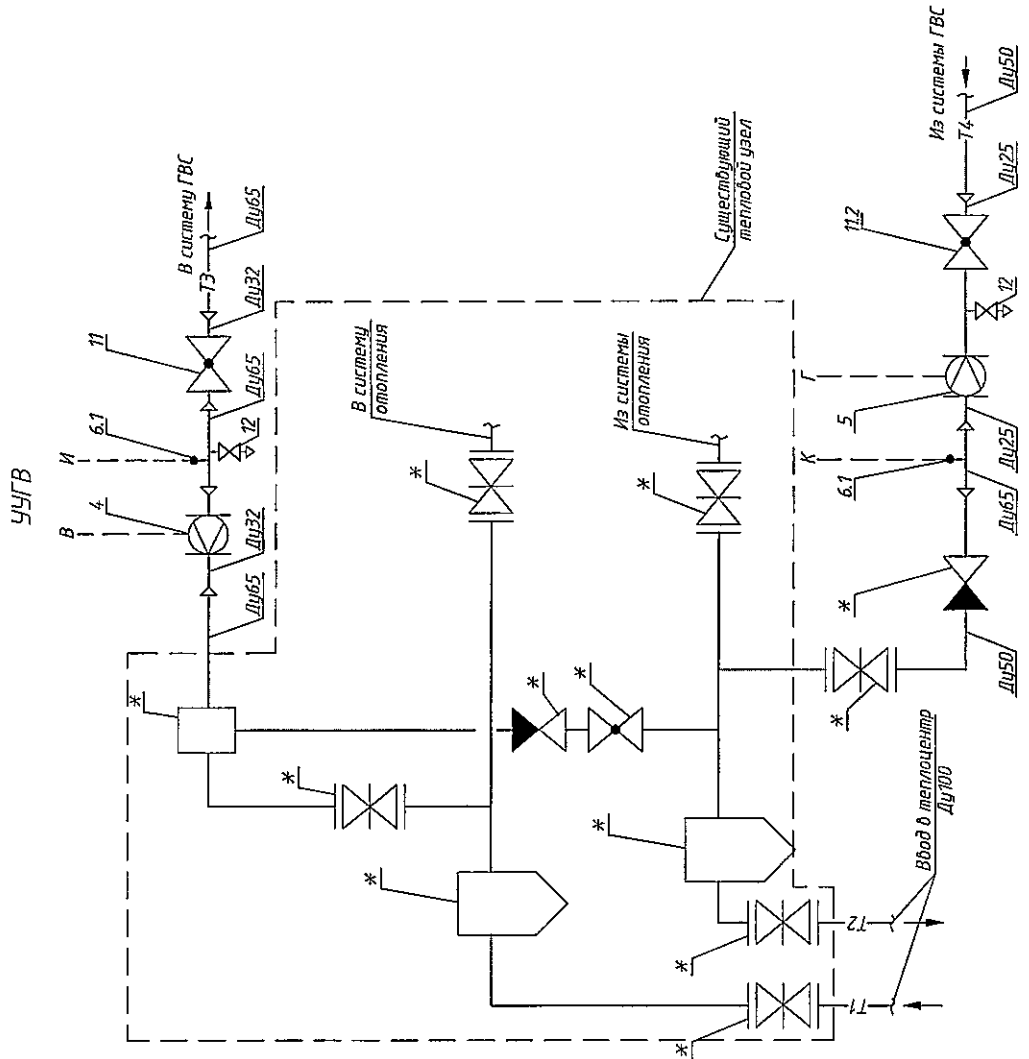 УУГВ
В
4
И
6.1
11
В систему ГВС
Т3
Ду65
Ду32
12
Ду65
Ду32
Ду65
*
*
В систему
отопления
*
*
*
*
Из системы
отопления
*
*
*
*
Существующий
тепловой узел
Т1
Т2
Ввод в теплоцентр
Ду100
*
*
К
6.1
Г
5
11.2
12
Из системы ГВС
Т4
Ду50
Ду65
Ду25
Ду25
Ду50